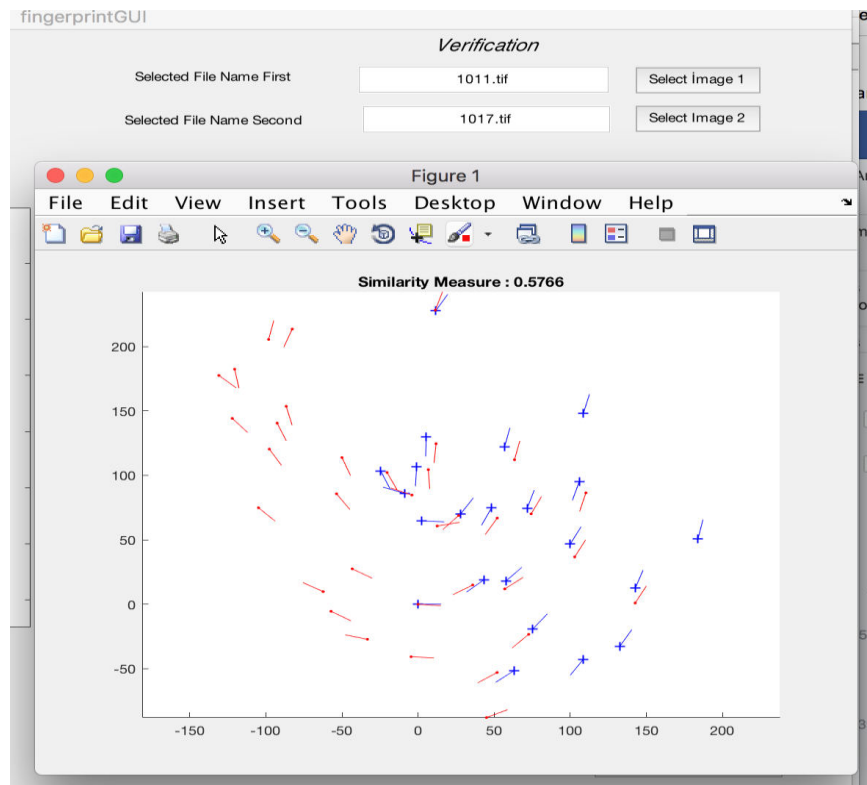 fingerprintGUI
Verification
Selected File Name First 1011.tif Select İmage 1
Selected File Name Second 1017.tif Select Image 2
Figure 1
File Edit View Insert Tools Desktop Window Help
Similarity Measure : 0.5766
200
150
100
50
0
-50
-150 -100 -50 0 50 100 150 200